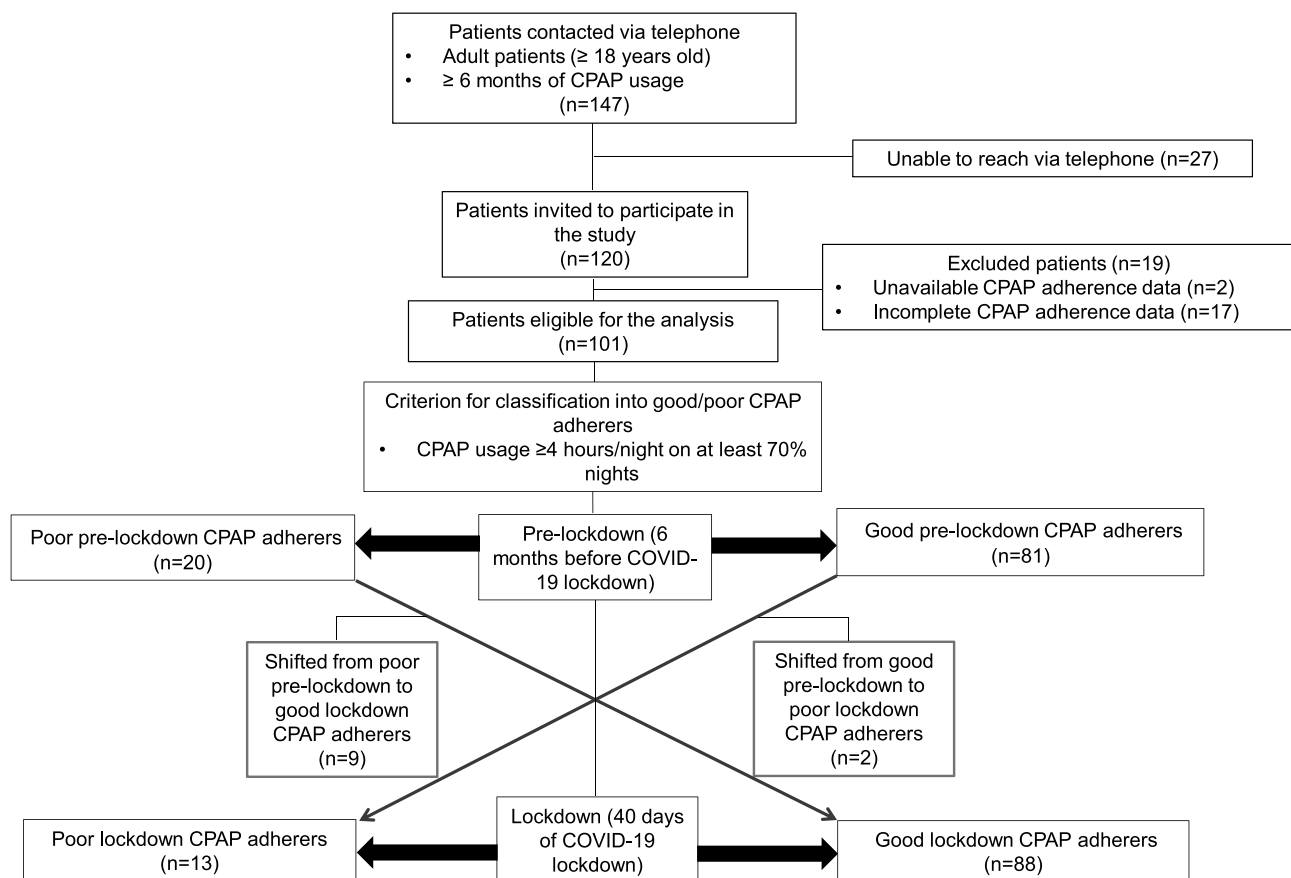 Patients contacted via telephone
• Adult patients (≥ 18 years old)
• ≥ 6 months of CPAP usage
(n=147)
Unable to reach via telephone (n=27)
Patients invited to participate in
the study
(n=120)
Excluded patients (n=19)
• Unavailable CPAP adherence data (n=2)
• Incomplete CPAP adherence data (n=17)
Patients eligible for the analysis
(n=101)
Criterion for classification into good/poor CPAP
adherers
• CPAP usage ≥4 hours/night on at least 70%
nights
Poor pre-lockdown CPAP adherers
(n=20)
Pre-lockdown (6
months before COVID-
19 lockdown)
Good pre-lockdown CPAP adherers
(n=81)
Shifted from poor
pre-lockdown to
good lockdown
CPAP adherers
(n=9)
Shifted from good
pre-lockdown to
poor lockdown
CPAP adherers
(n=2)
Poor lockdown CPAP adherers
(n=13)
Lockdown (40 days
of COVID-19
lockdown)
Good lockdown CPAP adherers
(n=88)